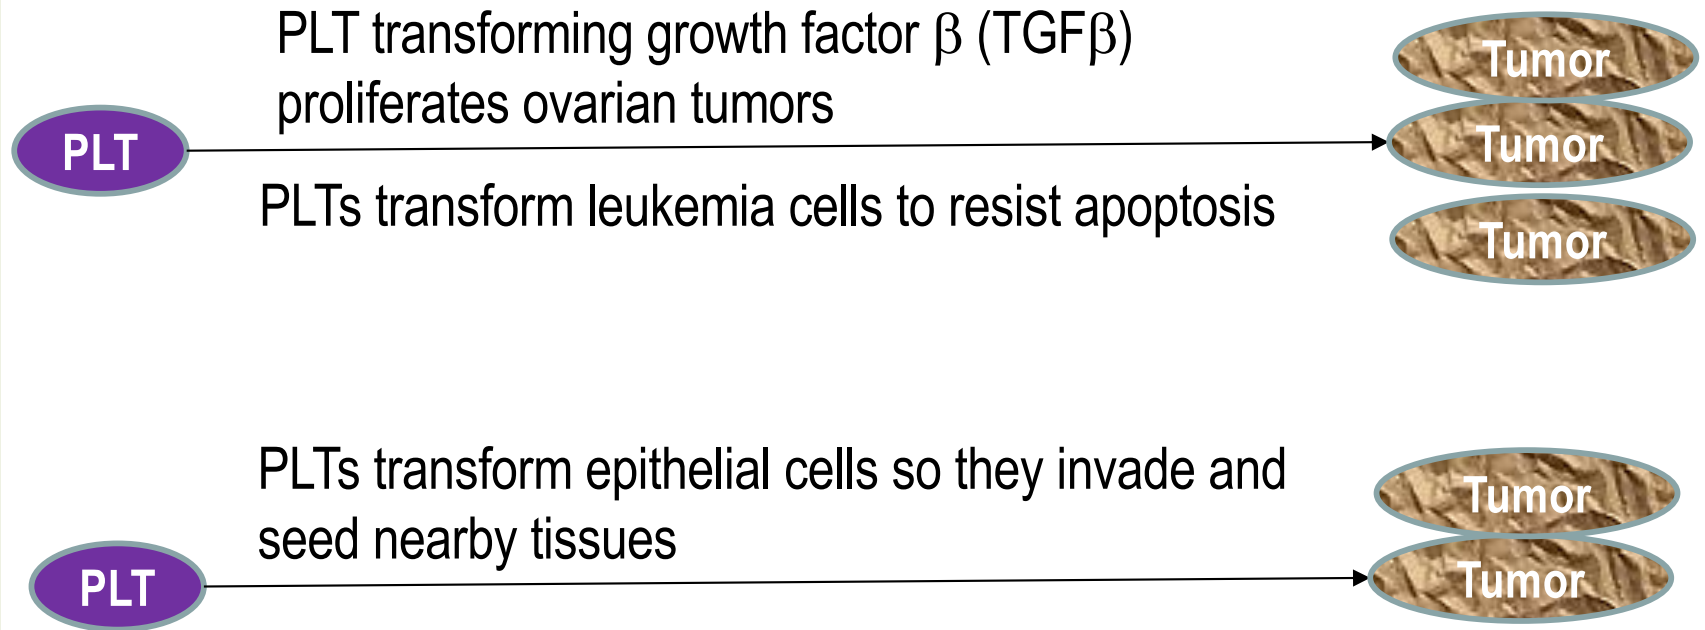 PLT transforming growth factor β (TGFβ)
proliferates ovarian tumors
PLT
PLTs transform leukemia cells to resist apoptosis
Tumor
Tumor
Tumor
PLTs transform epithelial cells so they invade and
seed nearby tissues
PLT
Tumor
Tumor